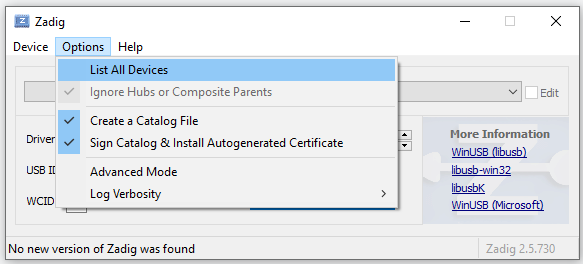 Zadig
Device Options Help
List All Devices
Ignore Hubs or Composite Parents
Edit
Create a Catalog File
Sign Catalog & Install Autogenerated Certificate
Advanced Mode
Log Verbosity
Driver
USB ID
WCID
More Information
WinUSB (libusb)
libusb-win32
libusbK
WinUSB (Microsoft)
No new version of Zadig was found
Zadig 2.5.730